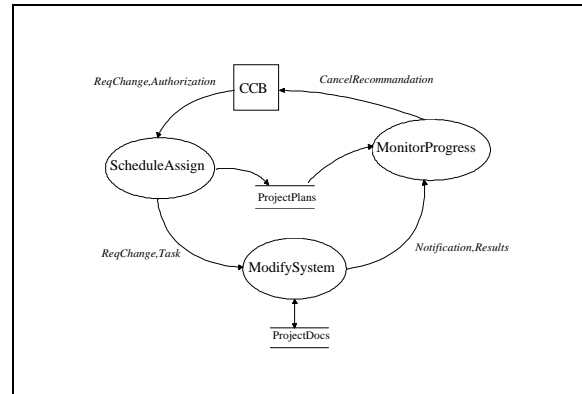 ReqChange,Authorization
CCB
CancelRecommandation
ScheduleAssign
MonitorProgress
ProjectPlans
ReqChange,Task
ModifySystem
Notification,Results
ProjectDocs